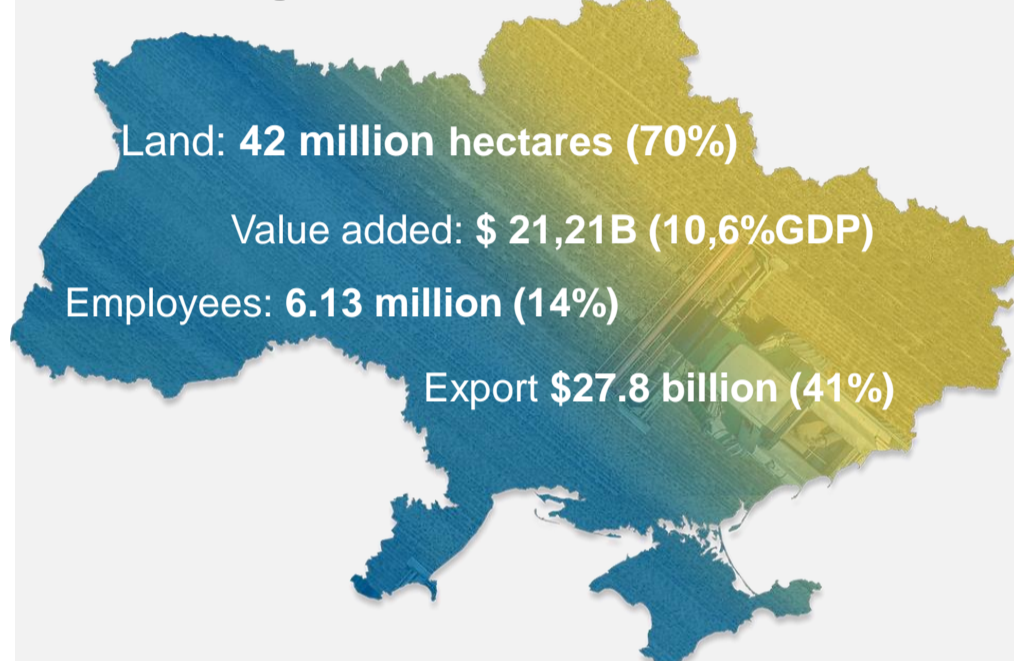 Land: 42 million hectares (70%)
Value added: $ 21,21B (10,6%GDP)
Employees: 6.13 million (14%)
Export $27.8 billion (41%)